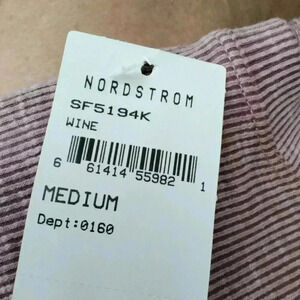 NORDSTROM
SF5194K
WINE
6 61414 55982 1
MEDIUM
Dept:0160